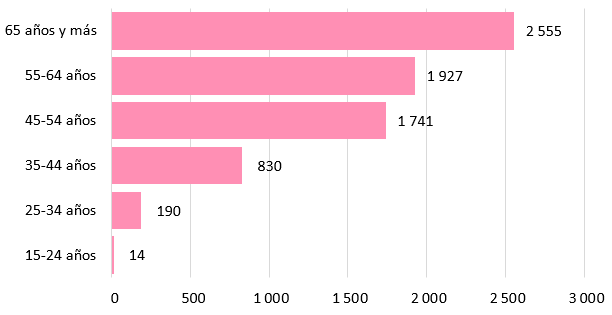 65 años y más 2 555
55-64 años 1 927
45-54 años 1 741
35-44 años 830
25-34 años 190
15-24 años 14
0 500 1 000 1 500 2 000 2 500 3 000